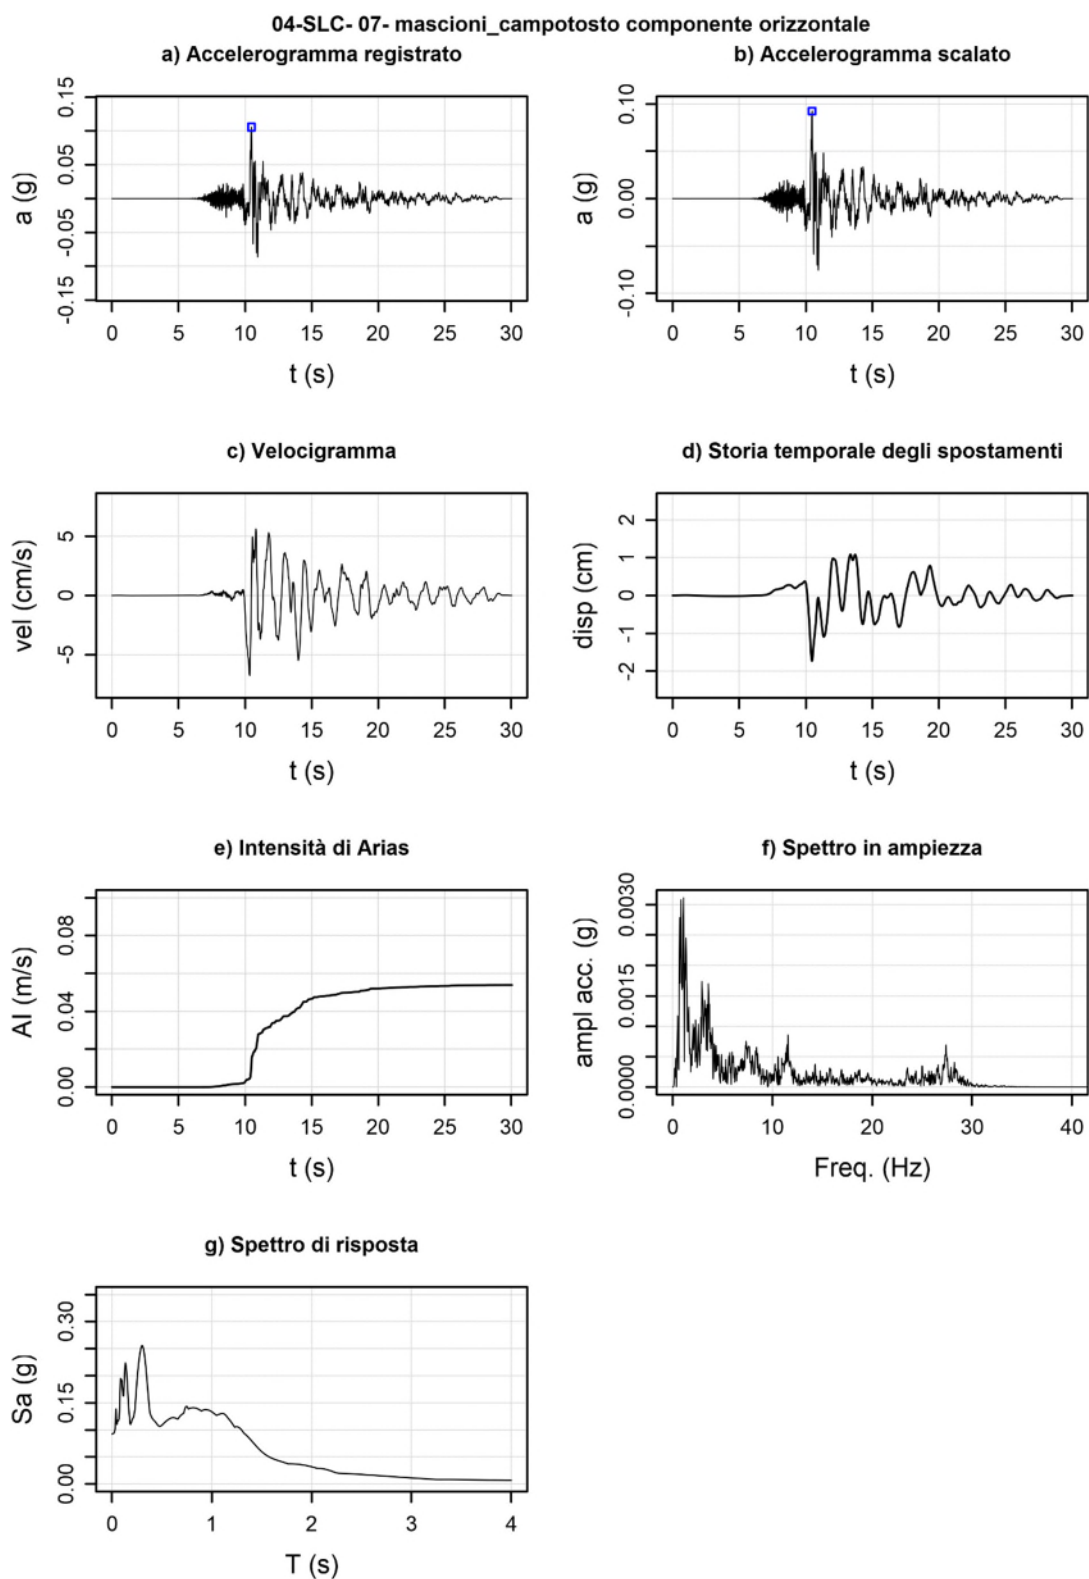 04-SLC- 07- mascioni_campotosto componente orizzontale
a) Accelerogramma registrato
a (g)
0.15
0.05
-0.05
-0.15
0 5 10 15 20 25 30
t (s)
b) Accelerogramma scalato
a (g)
0.10
0.00
-0.10
0 5 10 15 20 25 30
t (s)
c) Velocigramma
vel (cm/s)
5
0
-5
0 5 10 15 20 25 30
t (s)
d) Storia temporale degli spostamenti
disp (cm)
2
1
0
-1
-2
0 5 10 15 20 25 30
t (s)
e) Intensità di Arias
AI (m/s)
0.08
0.04
0.00
0 5 10 15 20 25 30
t (s)
f) Spettro in ampiezza
ampl acc. (g)
0.0030
0.0015
0.0000
0 10 20 30 40
Freq. (Hz)
g) Spettro di risposta
Sa (g)
0.30
0.15
0.00
0 1 2 3 4
T (s)